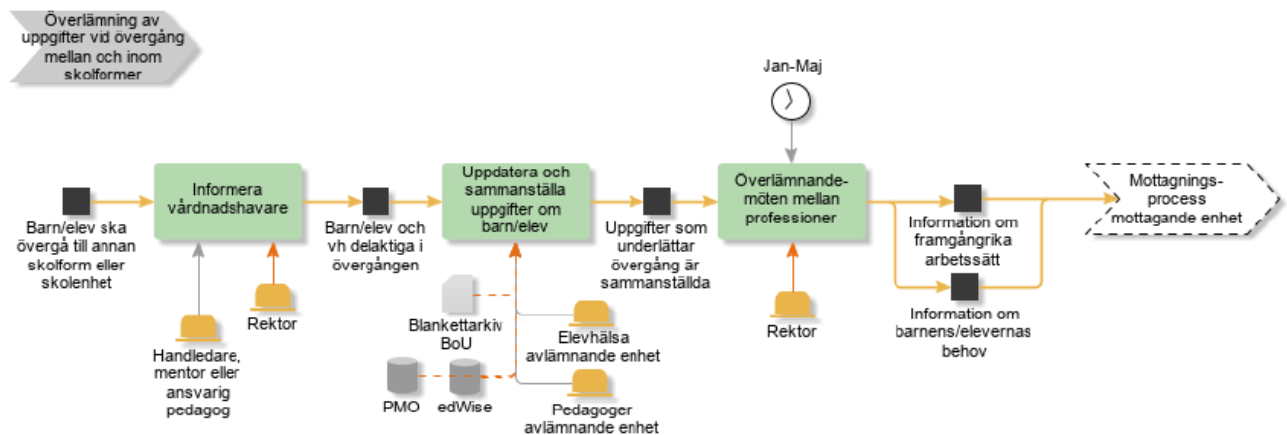 Överlämning av
uppgifter vid övergång
mellan och inom
skolformer
Jan-Maj
Informera
vårdnadshavare
Uppdatera och
sammanställa
uppgifter om
barn/elev
Överlämnande-
möten mellan
professioner
Mottagnings-
process
mottagande enhet
Barn/elev ska
övergå till annan
skolform eller
skolenhet
Barn/elev och
vh delaktiga i
övergången
Uppgifter som
underlättar
övergång är
sammanställda
Information om
framgångrika
arbetssätt
Information om
barnens/elevernas
behov
Rektor
Handledare,
mentor eller
ansvarig
pedagog
Blankettarkiv
BoU
Elevhälsa
avlämnande enhet
PMO
edWise
Pedagoger
avlämnande enhet
Rektor